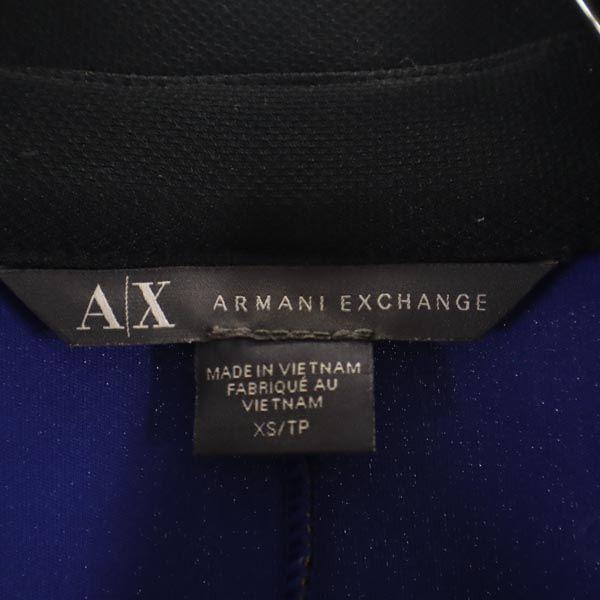 A|X ARMANI EXCHANGE
MADE IN VIETNAM
FABRIQUÉ AU
VIETNAM
XS/TP